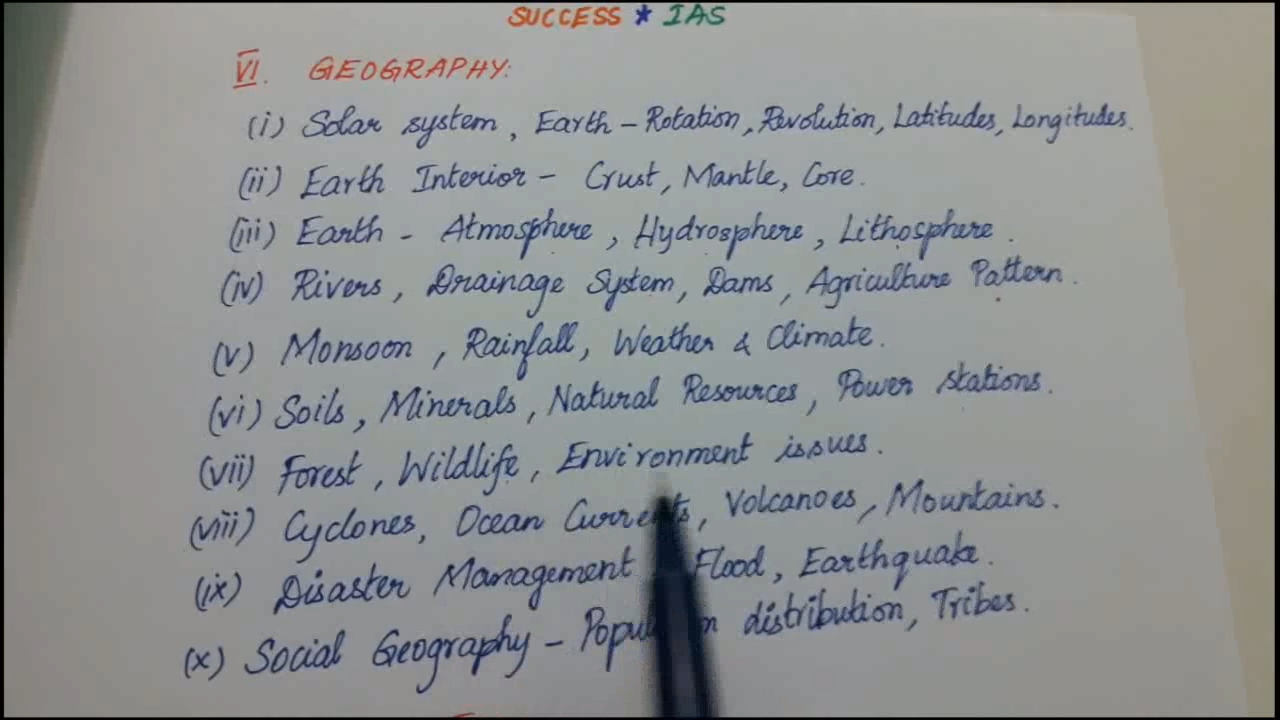 SUCCESS * IAS
VI. GEOGRAPHY:
(i) Solar system, Earth - Rotation, Revolution, Latitudes, Longitudes.
(ii) Earth Interior - Crust, Mantle, Core.
(iii) Earth - Atmosphere, Hydrosphere, Lithosphere.
(iv) Rivers, Drainage System, Dams, Agriculture Pattern.
(v) Monsoon, Rainfall, Weather & Climate.
(vi) Soils, Minerals, Natural Resources, Power stations.
(vii) Forest, Wildlife, Environment issues.
(viii) Cyclones, Ocean Currents, Volcanoes, Mountains.
(ix) Disaster Management Flood, Earthquake.
(x) Social Geography - distribution, Tribes.